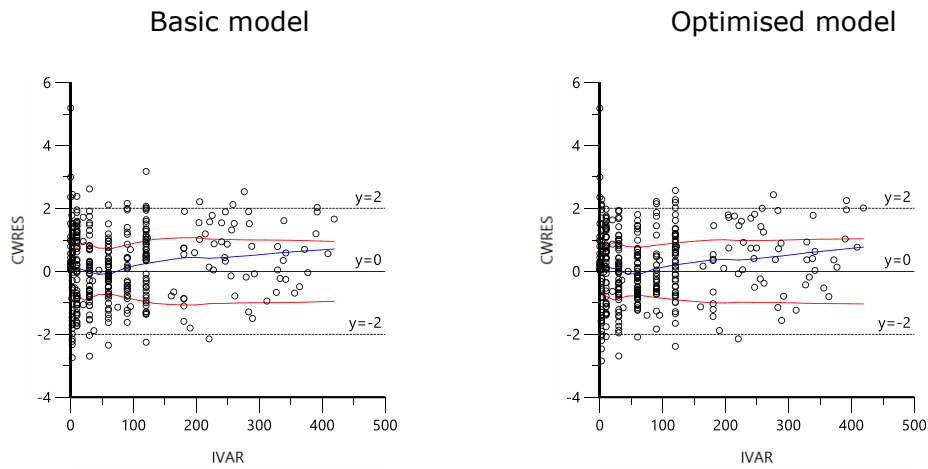 Basic model
Optimised model
6
4
2
0
-2
-4
CWRES
y=2
y=0
y=-2
0
100
200
300
400
500
IVAR
6
4
2
0
-2
-4
CWRES
y=2
y=0
y=-2
0
100
200
300
400
500
IVAR